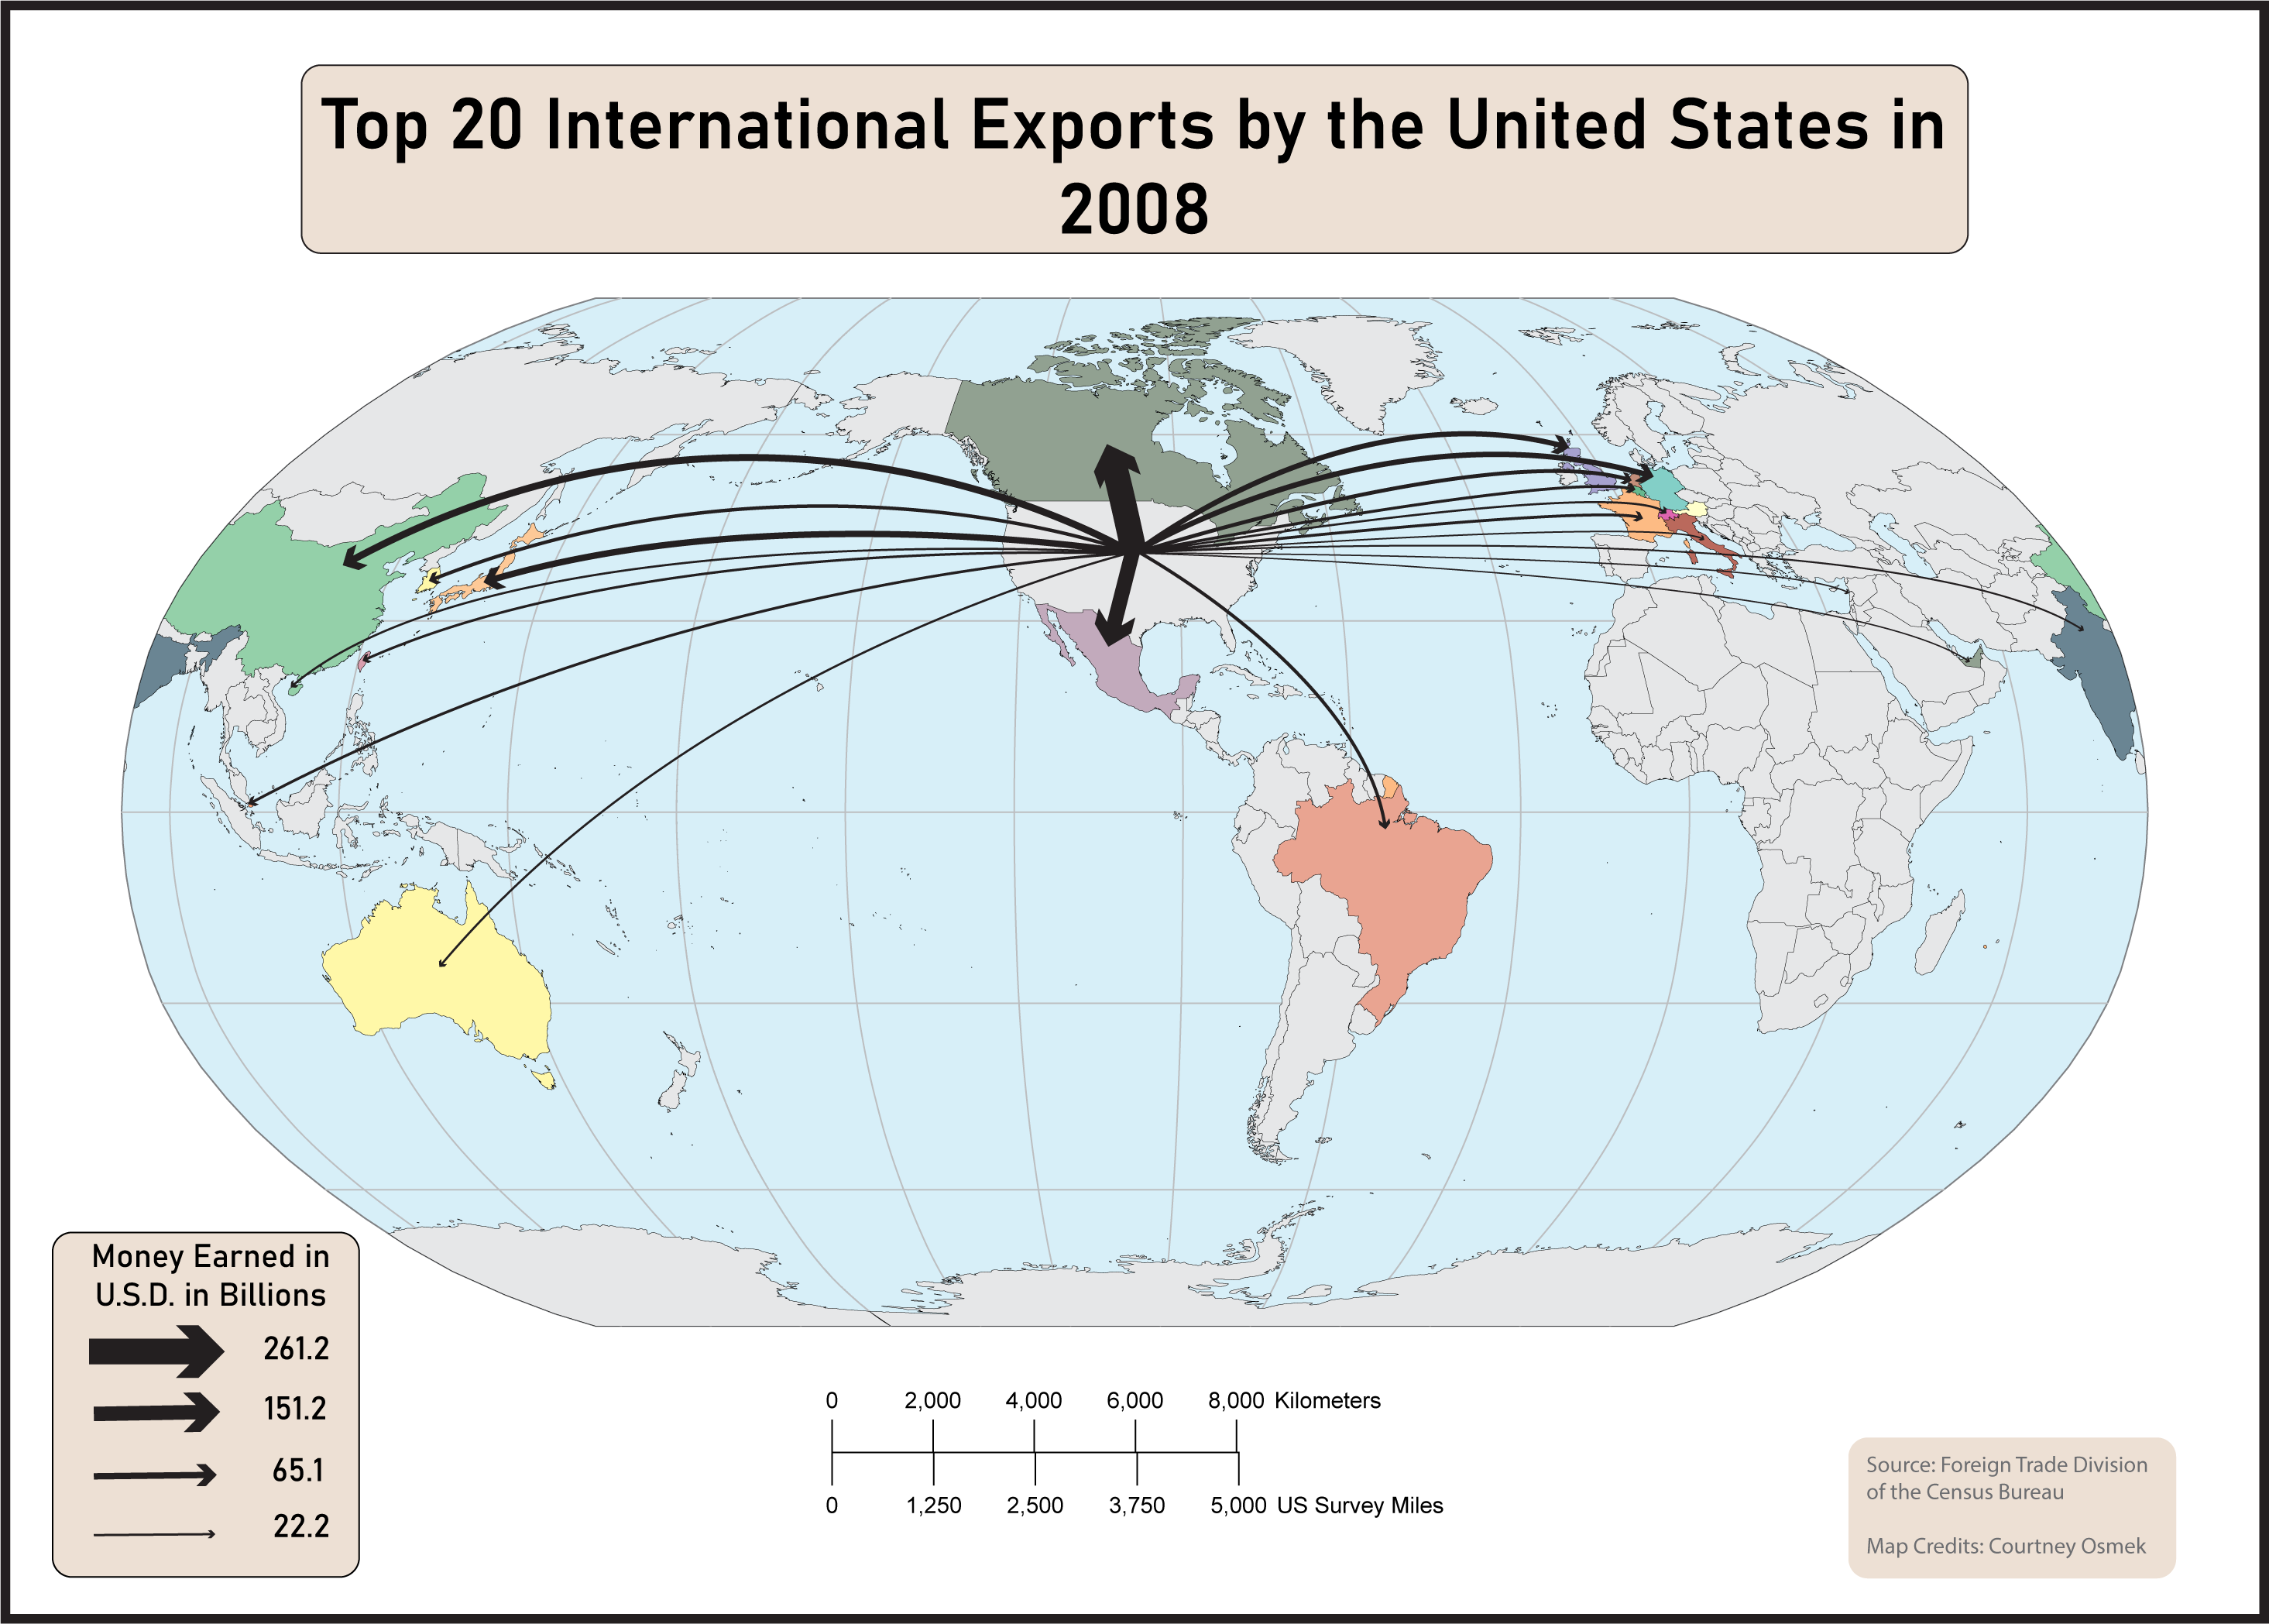 Top 20 International Exports by the United States in
2008
Money Earned in
U.S.D. in Billions
261.2
151.2
65.1
22.2
0 2,000 4,000 6,000 8,000 Kilometers
0 1,250 2,500 3,750 5,000 US Survey Miles
Source: Foreign Trade Division
of the Census Bureau
Map Credits: Courtney Osmek